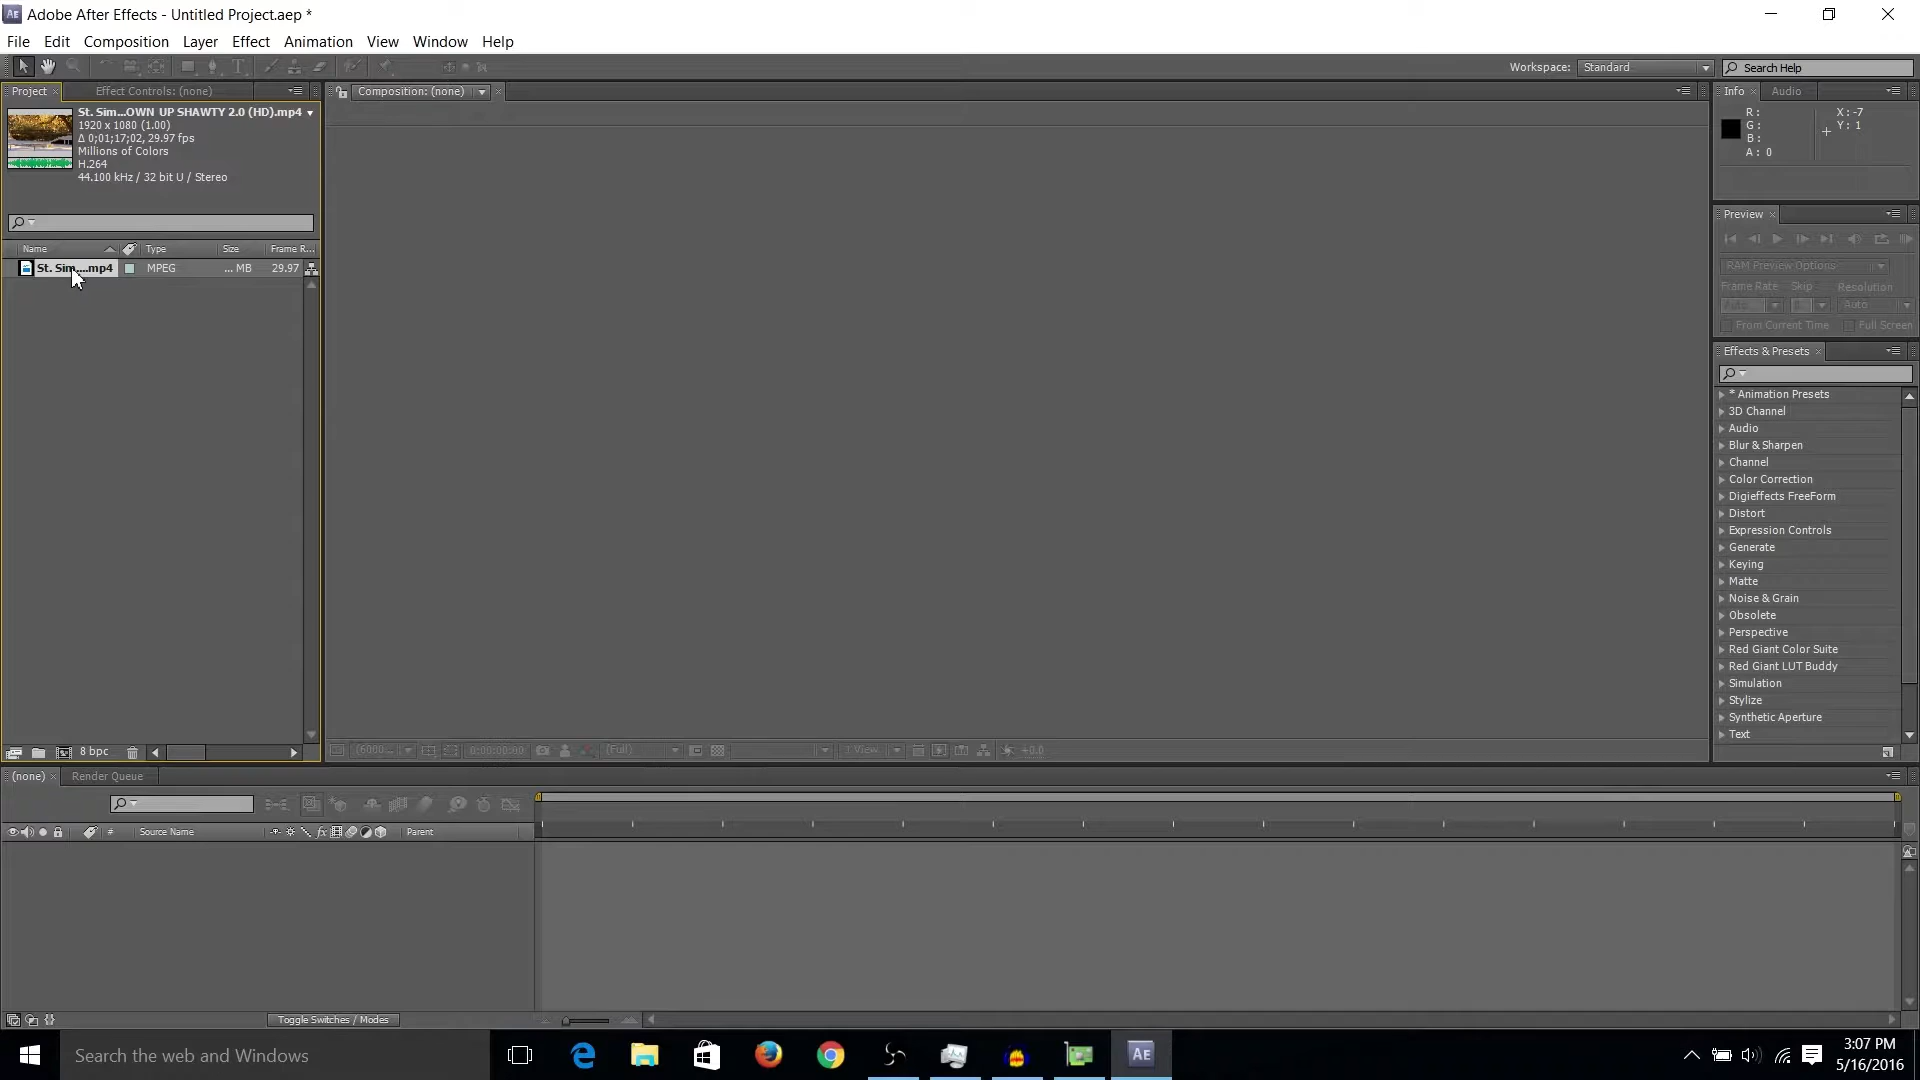 Adobe After Effects - Untitled Project.aep *
File Edit Composition Layer Effect Animation View Window Help
Workspace: Standard Search Help
Project Effect Controls: (none) Composition: (none) Info Audio
St. Sim...OWN UP SHAWTY 2.0 (HD).mp4
1920 x 1080 (1.00)
Δ 0;01;17;02, 29.97 fps
Millions of Colors
H.264
44.100 kHz / 32 bit U / Stereo
R: X: -7
G: Y: 1
B:
A: 0
Preview
RAM Preview Options
Frame Rate Skip Resolution
Auto Auto
From Current Time Full Screen
Name Type Size Frame R...
St. Sim....mp4 MPEG ... MB 29.97
Effects & Presets
* Animation Presets
3D Channel
Audio
Blur & Sharpen
Channel
Color Correction
Digieffects FreeForm
Distort
Expression Controls
Generate
Keying
Matte
Noise & Grain
Obsolete
Perspective
Red Giant Color Suite
Red Giant LUT Buddy
Simulation
Stylize
Synthetic Aperture
Text
8 bpc (6000... 0:00:00:00 (Full) 1 View +0.0
(none) Render Queue
# Source Name fx Parent
Toggle Switches / Modes
Search the web and Windows
AE
3:07 PM
5/16/2016